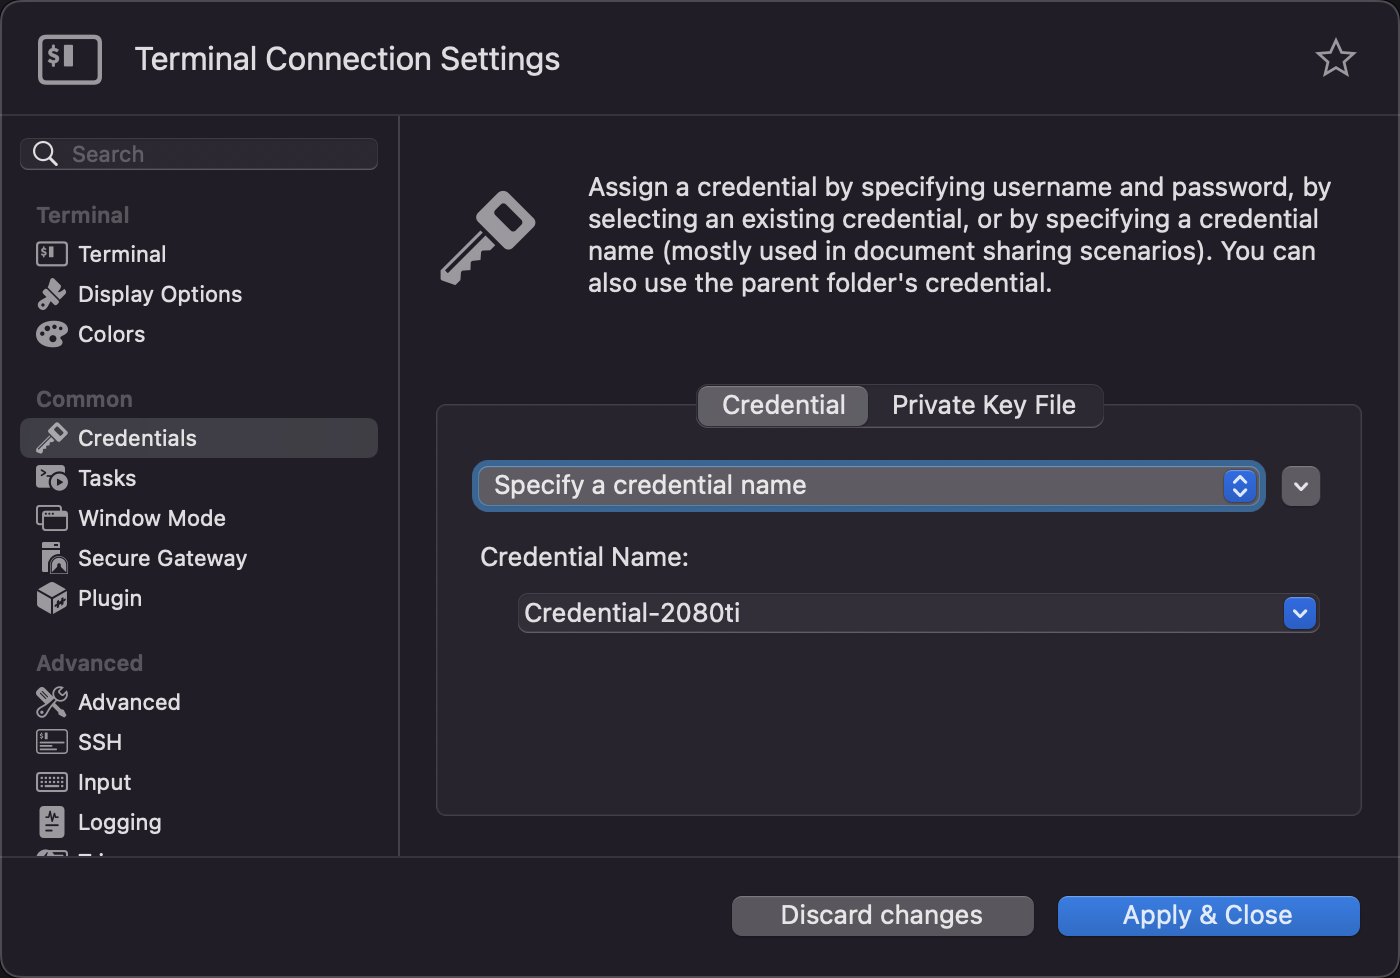 Terminal Connection Settings
Search
Terminal
Terminal
Display Options
Colors
Common
Credentials
Tasks
Window Mode
Secure Gateway
Plugin
Advanced
Advanced
SSH
Input
Logging
Assign a credential by specifying username and password, by
selecting an existing credential, or by specifying a credential
name (mostly used in document sharing scenarios). You can
also use the parent folder's credential.
Credential
Private Key File
Specify a credential name
Credential Name:
Credential-2080ti
Discard changes
Apply & Close